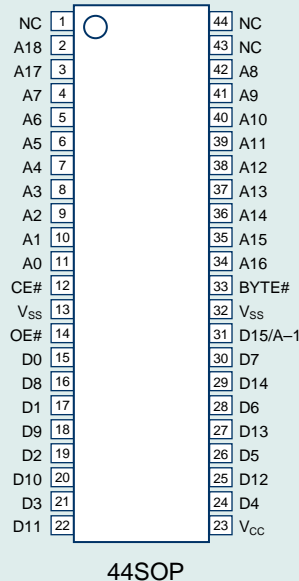 NC 1 44 NC
A18 2 43 NC
A17 3 42 A8
A7 4 41 A9
A6 5 40 A10
A5 6 39 A11
A4 7 38 A12
A3 8 37 A13
A2 9 36 A14
A1 10 35 A15
A0 11 34 A16
CE# 12 33 BYTE#
VSS 13 32 VSS
OE# 14 31 D15/A–1
D0 15 30 D7
D8 16 29 D14
D1 17 28 D6
D9 18 27 D13
D2 19 26 D5
D10 20 25 D12
D3 21 24 D4
D11 22 23 VCC
44SOP